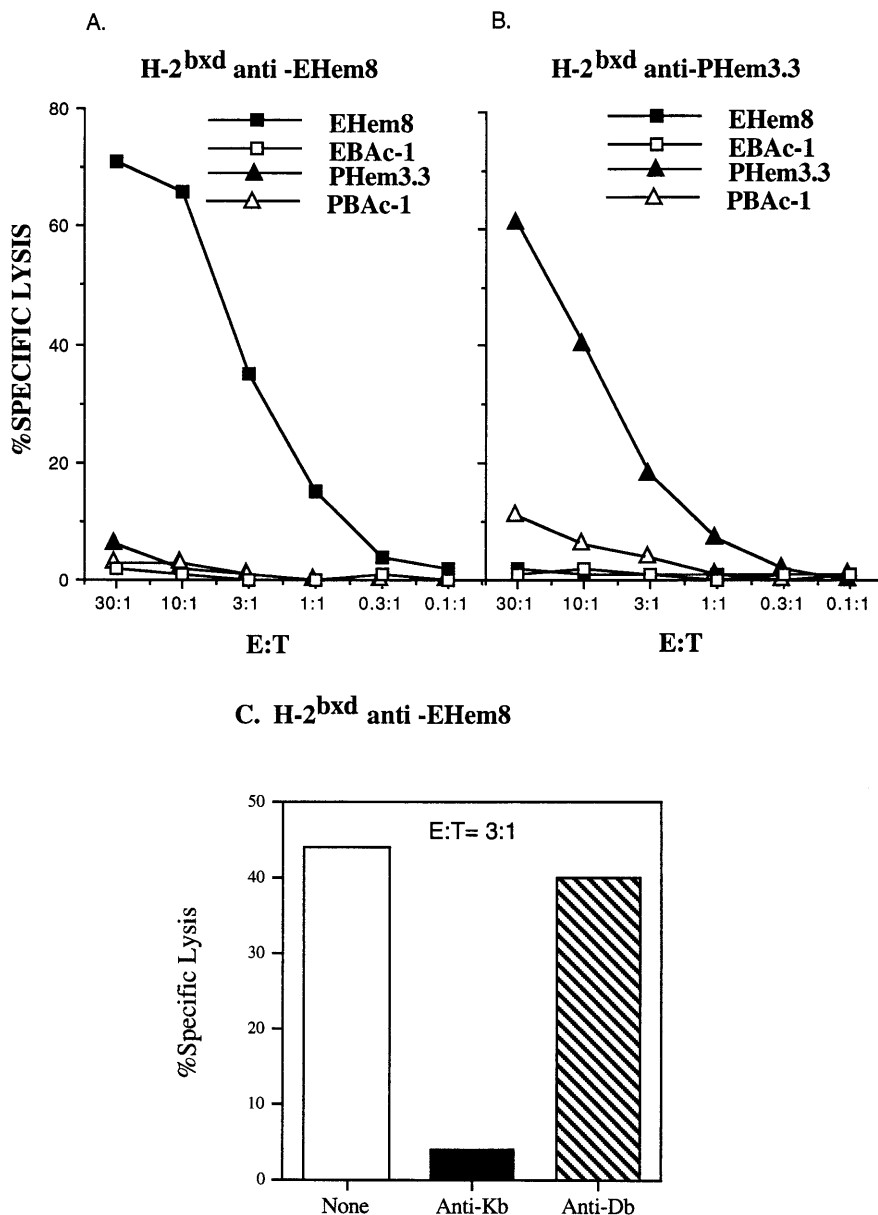 A.
H-2bxd anti -EHem8
EHem8
EBAc-1
PHem3.3
PBAc-1
%SPECIFIC LYSIS
80
60
40
20
0
30:1 10:1 3:1 1:1 0.3:1 0.1:1
E:T
B.
H-2bxd anti-PHem3.3
EHem8
EBAc-1
PHem3.3
PBAc-1
30:1 10:1 3:1 1:1 0.3:1 0.1:1
E:T
C. H-2bxd anti -EHem8
E:T= 3:1
%Specific Lysis
50
40
30
20
10
0
None Anti-Kb Anti-Db